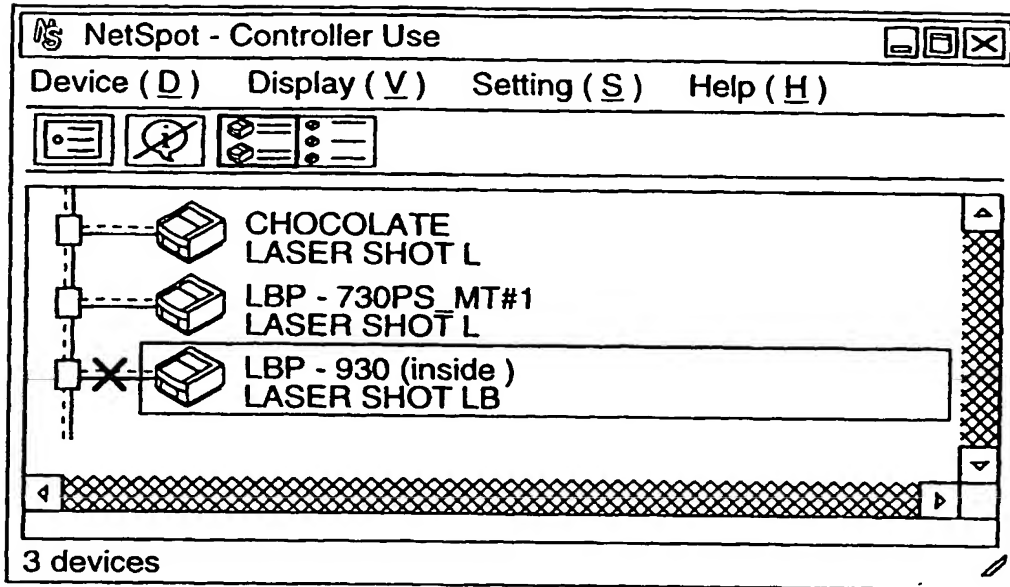 NetSpot - Controller Use
Device ( D ) Display ( V ) Setting ( S ) Help ( H )
CHOCOLATE
LASER SHOT L
LBP - 730PS_MT#1
LASER SHOT L
LBP - 930 (inside )
LASER SHOT LB
3 devices